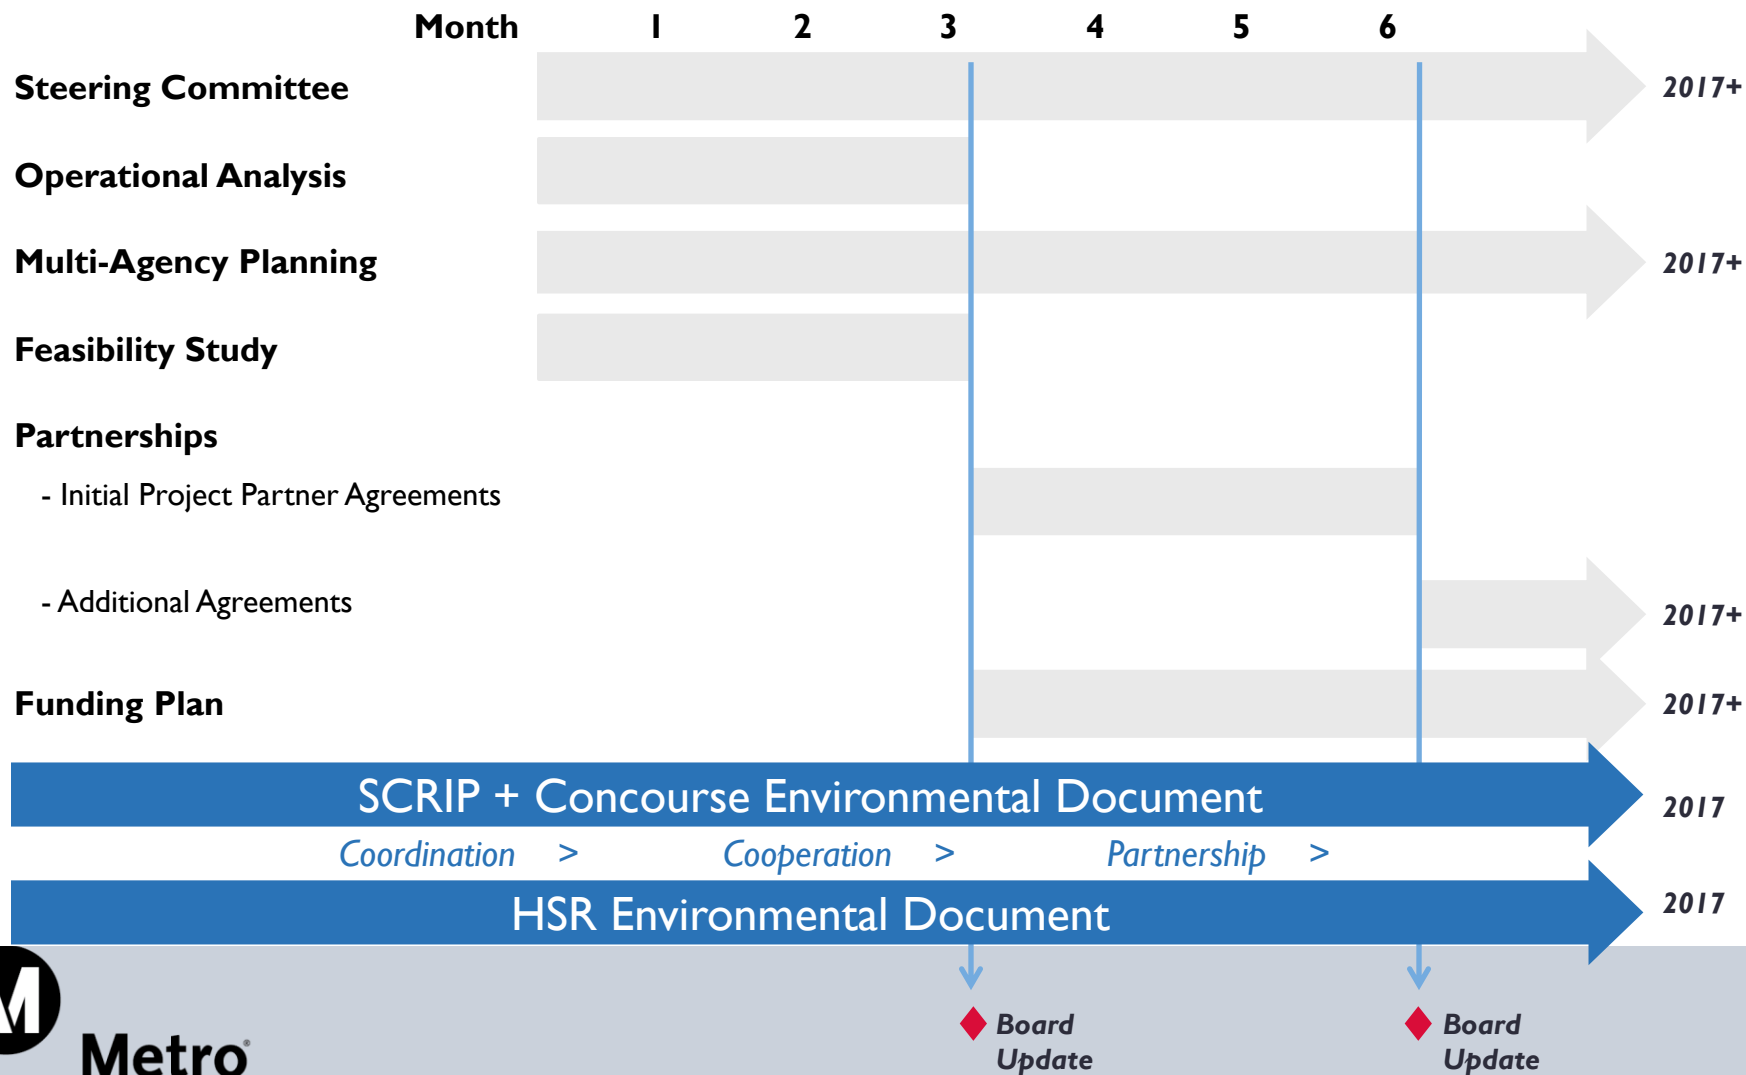 Month 1 2 3 4 5 6
Steering Committee 2017+
Operational Analysis
Multi-Agency Planning 2017+
Feasibility Study
Partnerships
- Initial Project Partner Agreements
- Additional Agreements 2017+
Funding Plan 2017+
SCRIP + Concourse Environmental Document 2017
Coordination > Cooperation > Partnership >
HSR Environmental Document 2017
M
Metro
Board
Update
Board
Update